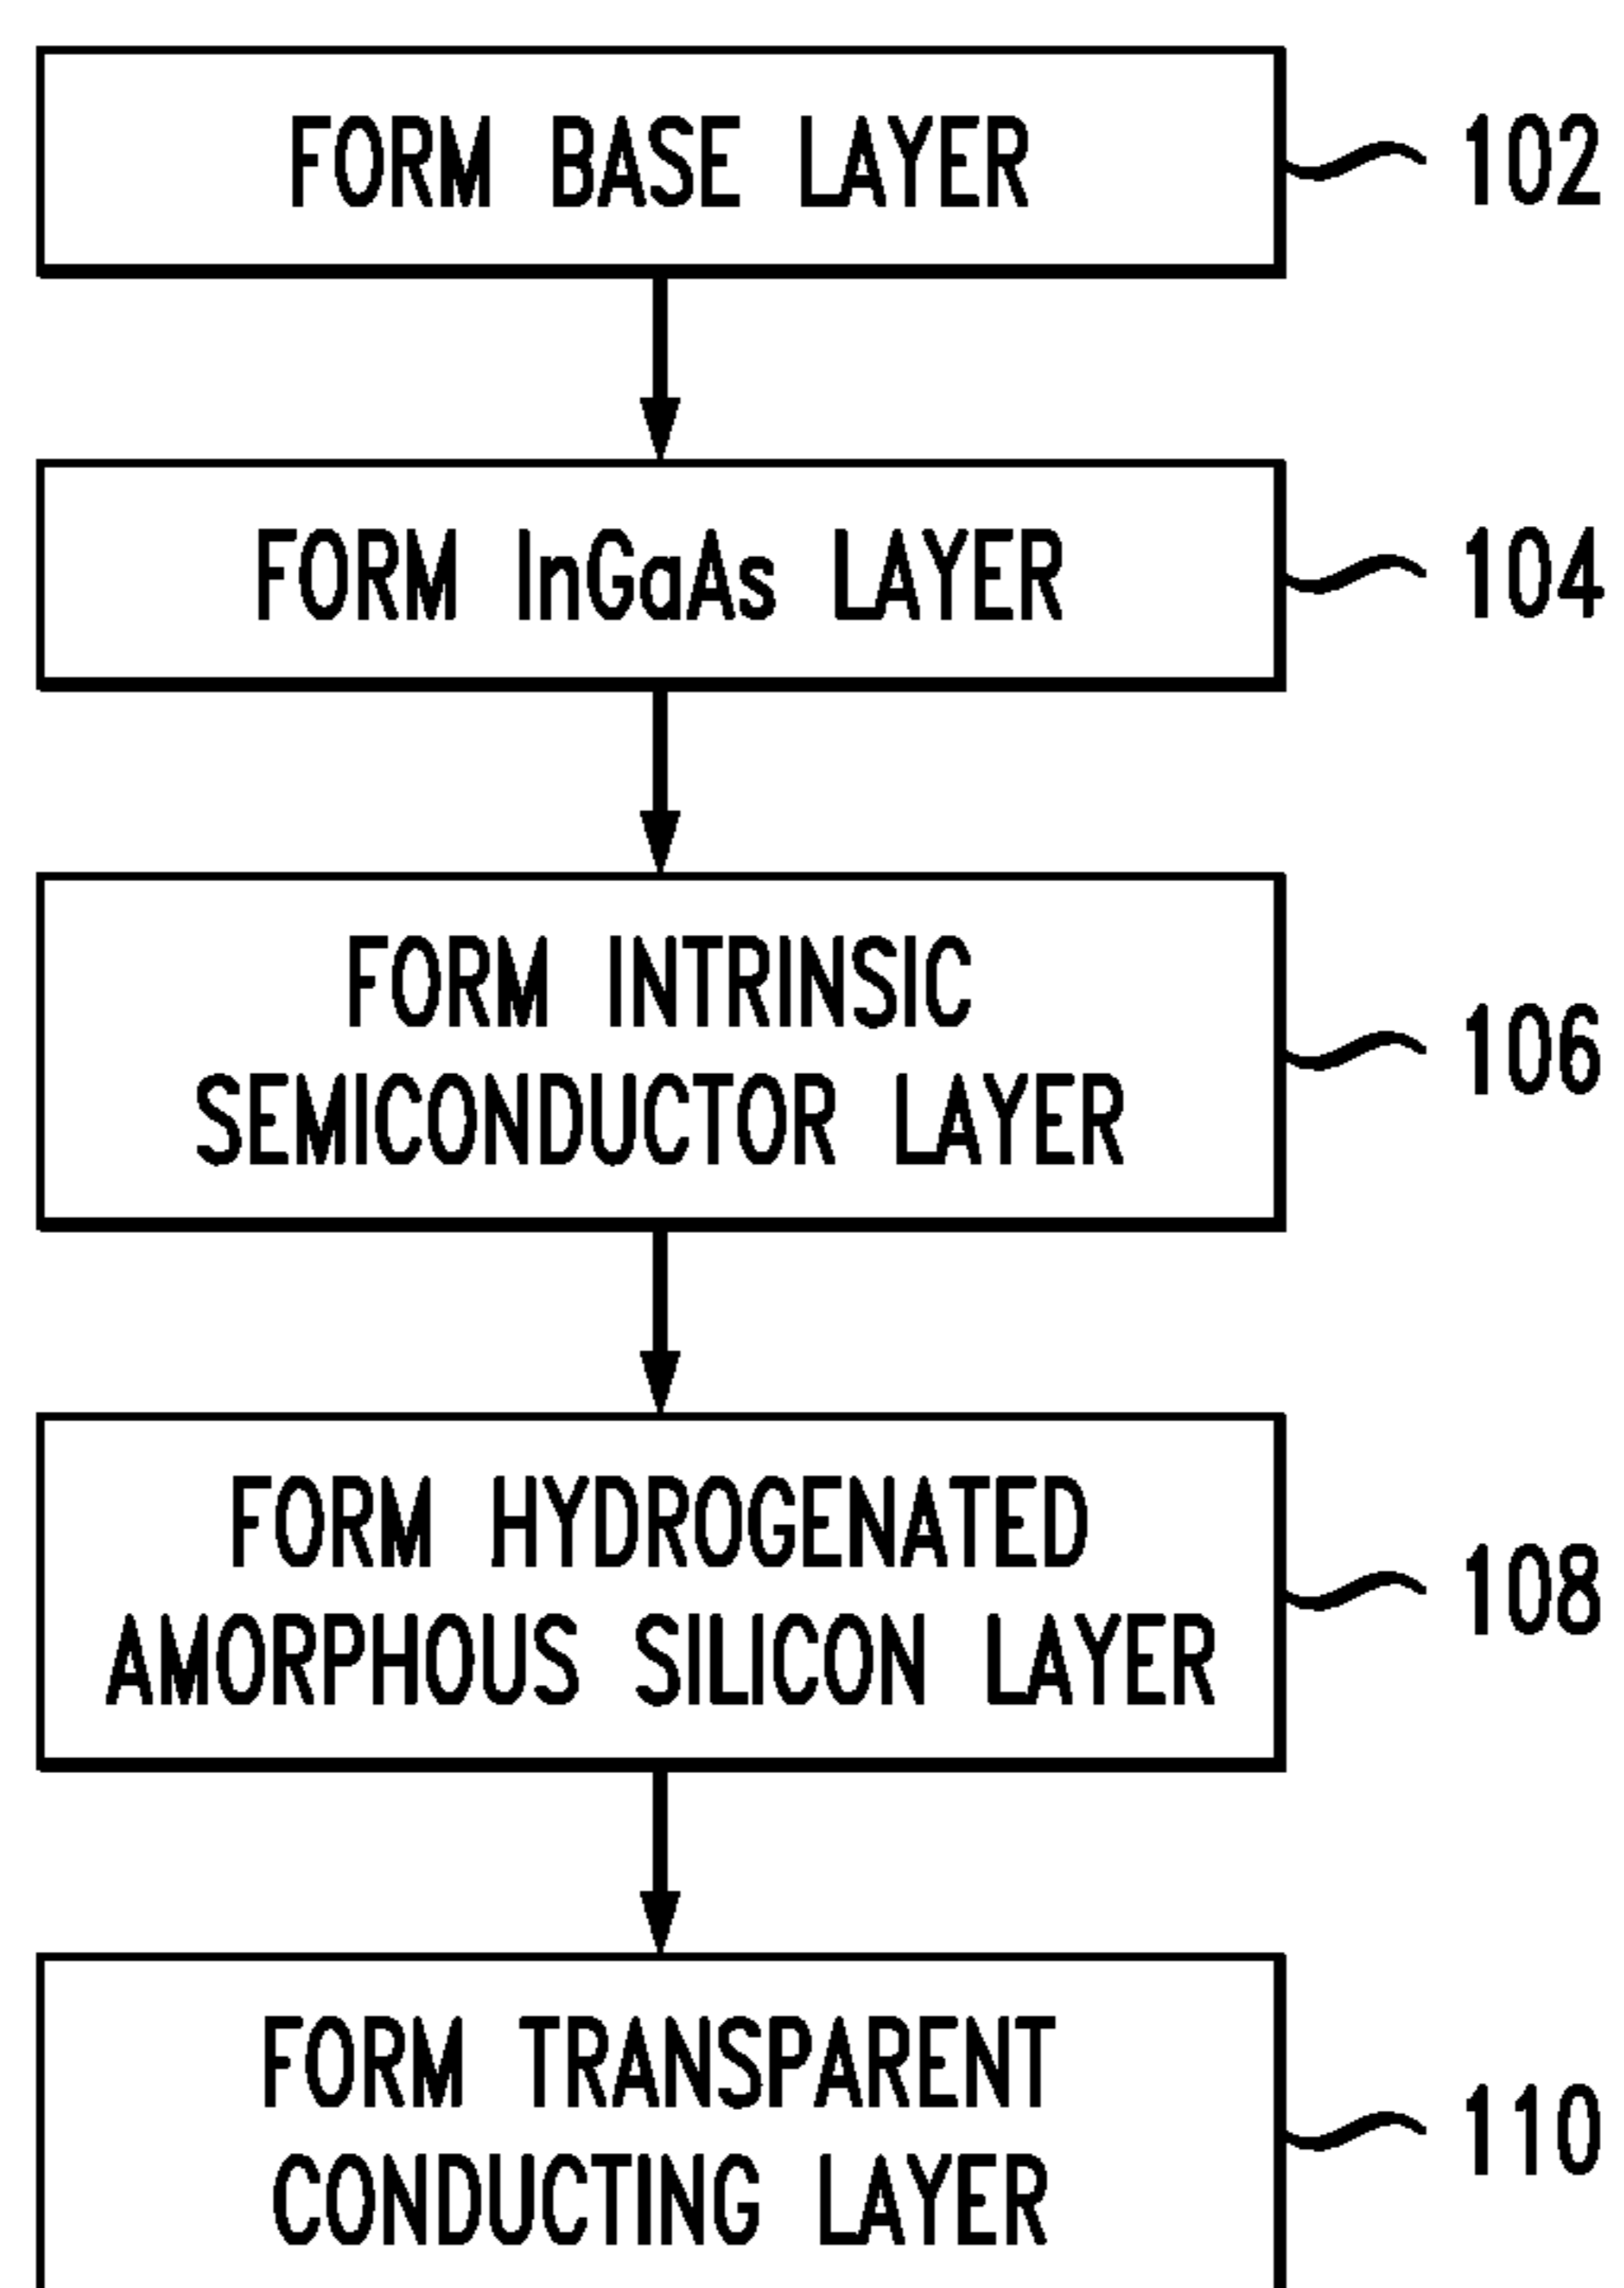 FORM BASE LAYER
102
FORM InGaAs LAYER
104
FORM INTRINSIC
SEMICONDUCTOR LAYER
106
FORM HYDROGENATED
AMORPHOUS SILICON LAYER
108
FORM TRANSPARENT
CONDUCTING LAYER
110